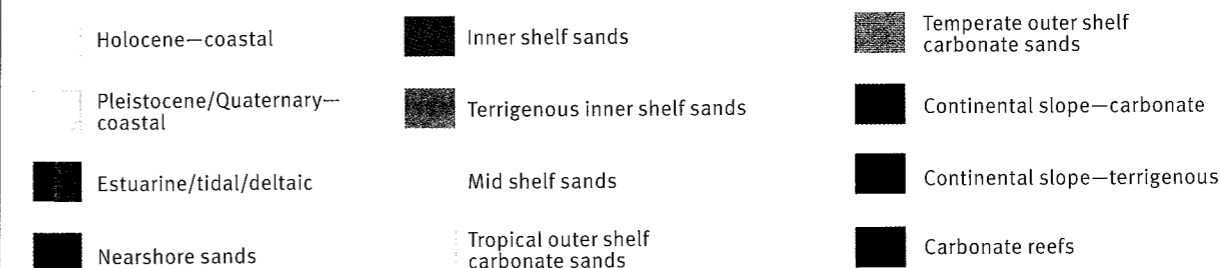 Holocene—coastal
Pleistocene/Quaternary—
coastal
Estuarine/tidal/deltaic
Nearshore sands
Inner shelf sands
Terrigenous inner shelf sands
Mid shelf sands
Tropical outer shelf
carbonate sands
Temperate outer shelf
carbonate sands
Continental slope—carbonate
Continental slope—terrigenous
Carbonate reefs